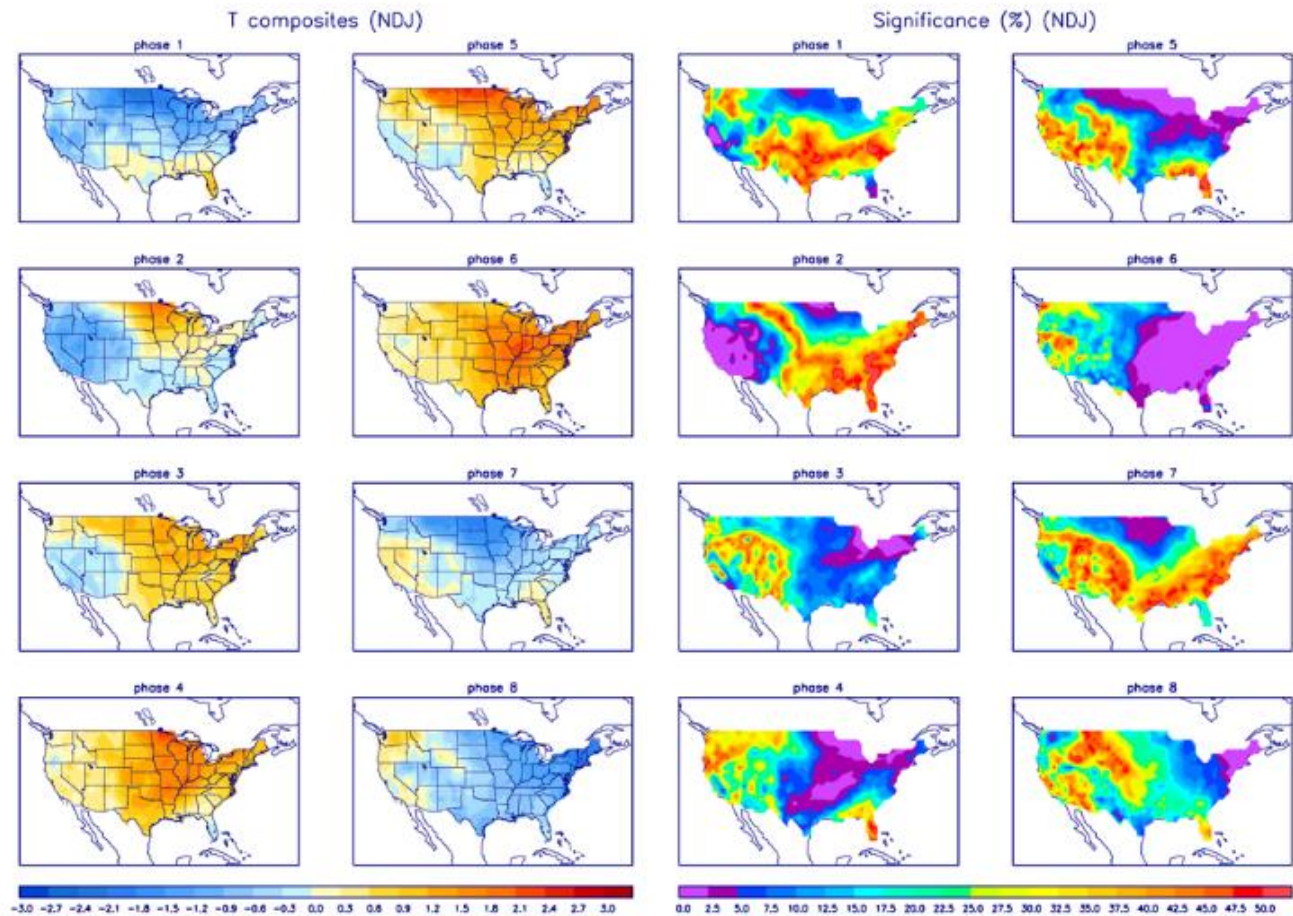 T composites (NDJ) Significance (%) (NDJ)
phase 1 phase 5 phase 1 phase 5
phase 2 phase 6 phase 2 phase 6
phase 3 phase 7 phase 3 phase 7
phase 4 phase 8 phase 4 phase 8
-3.0 -2.7 -2.4 -2.1 -1.8 -1.5 -1.2 -0.9 -0.6 -0.3 0.0 0.3 0.6 0.9 1.2 1.5 1.8 2.1 2.4 2.7 3.0 0.0 2.5 5.0 7.5 10.0 12.5 15.0 17.5 20.0 22.5 25.0 27.5 30.0 32.5 35.0 37.5 40.0 42.5 45.0 47.5 50.0